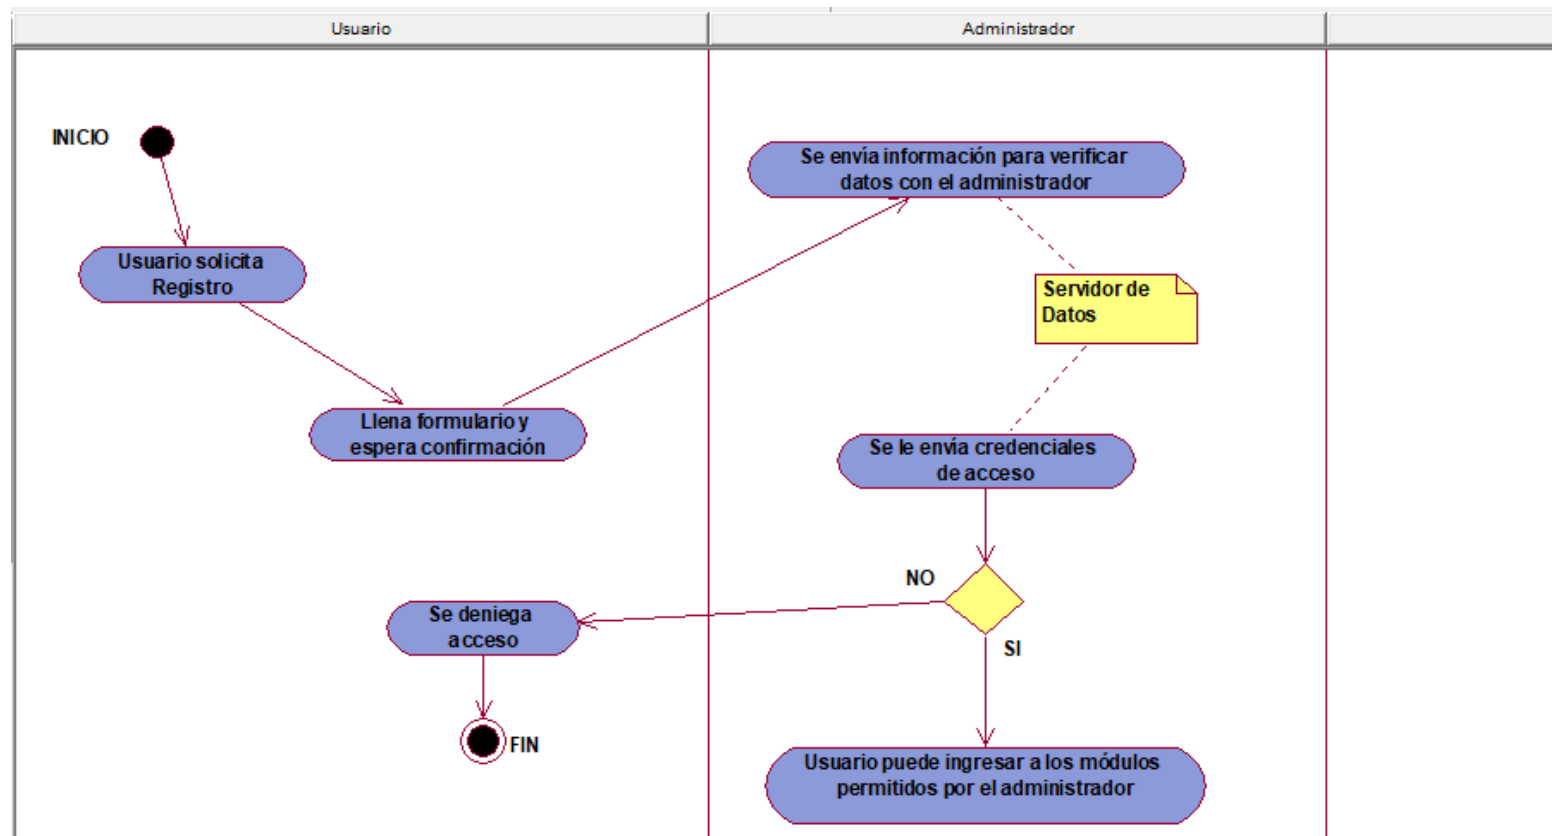 Usuario
Administrador
INICIO
Se envía información para verificar
datos con el administrador
Usuario solicita
Registro
Servidor de
Datos
Llena formulario y
espera confirmación
Se le envía credenciales
de acceso
NO
Se deniega
acceso
SI
FIN
Usuario puede ingresar a los módulos
permitidos por el administrador